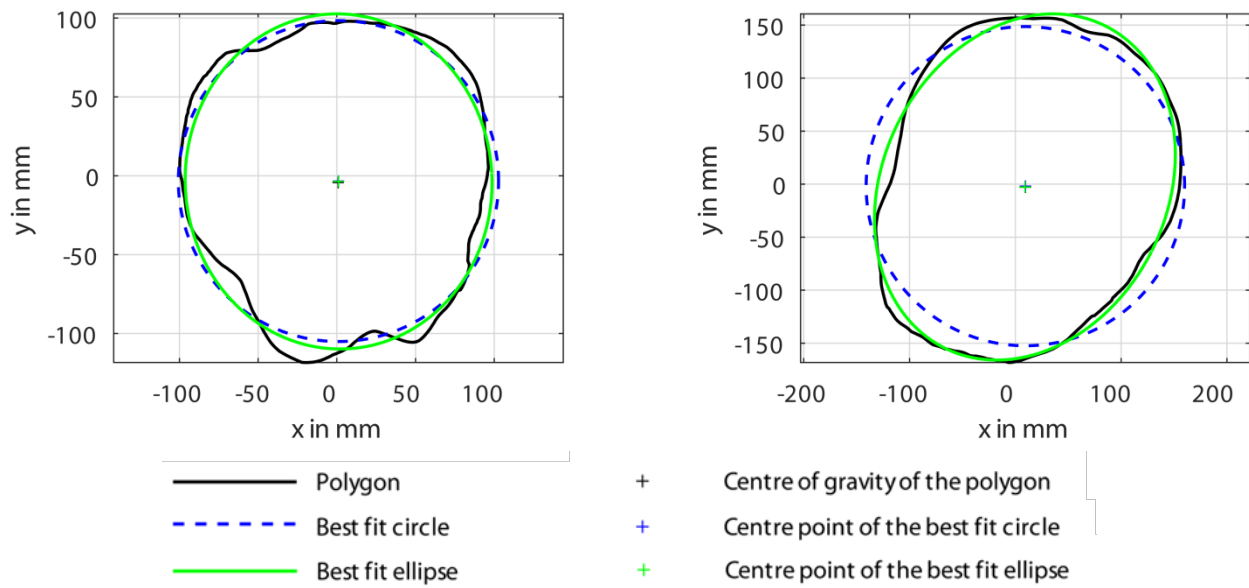 100
50
0
-50
-100
y in mm
-100
-50
0
50
100
x in mm
150
100
50
0
-50
-100
-150
y in mm
-200
-100
0
100
200
x in mm
Polygon
Best fit circle
Best fit ellipse
Centre of gravity of the polygon
Centre point of the best fit circle
Centre point of the best fit ellipse